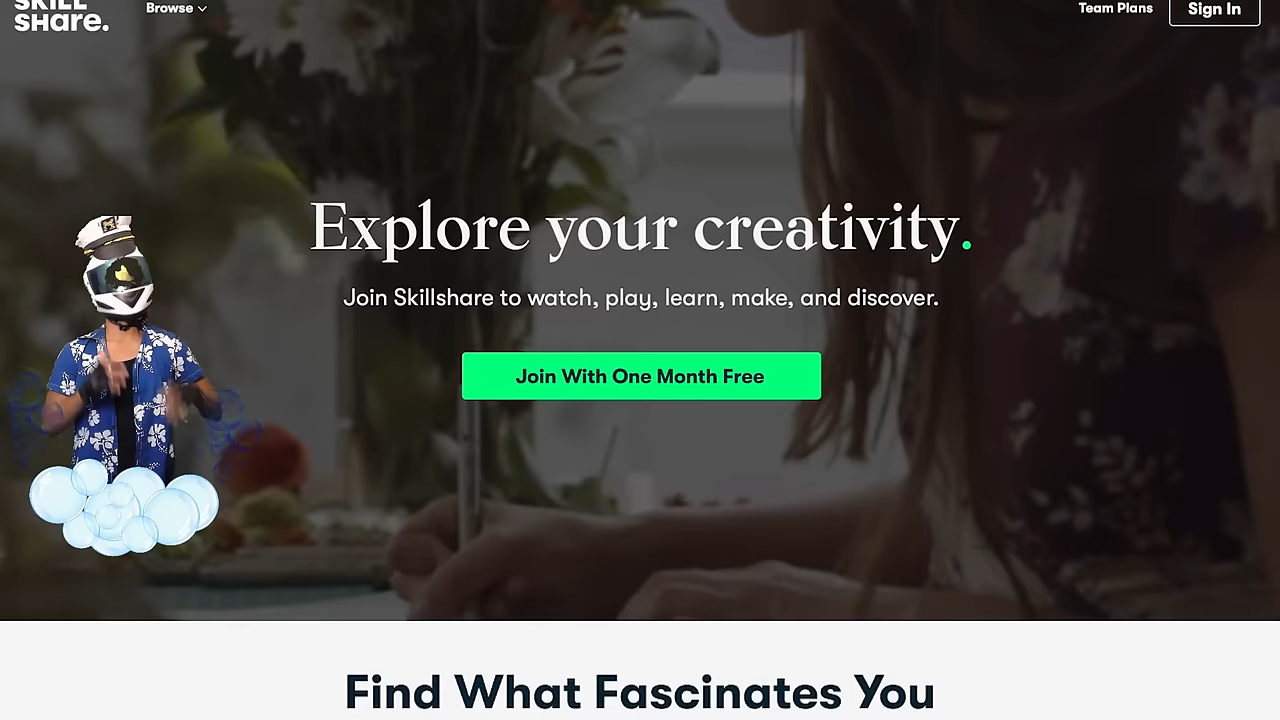 SKILL
share.
Browse
Team Plans
Sign In
Explore your creativity.
Join Skillshare to watch, play, learn, make, and discover.
Join With One Month Free
Find What Fascinates You